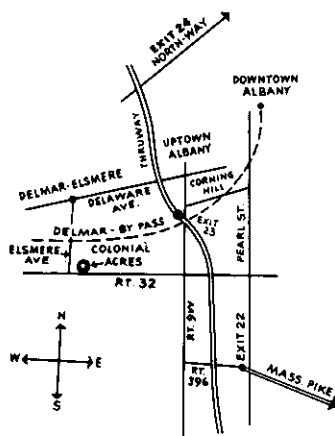 EXIT 24
NORTH-WAY
DOWNTOWN
ALBANY
THRUWAY
UPTOWN
ALBANY
DELMAR-ELSMERE
CORNING
HILL
DELAWARE
AVE.
EXIT
23
DELMAR-BY PASS
PEARL ST.
ELSMERE
AVE
COLONIAL
ACRES
RT. 32
N
W
E
S
RT. 9W
EXIT 22
RT.
396
MASS. PIKE